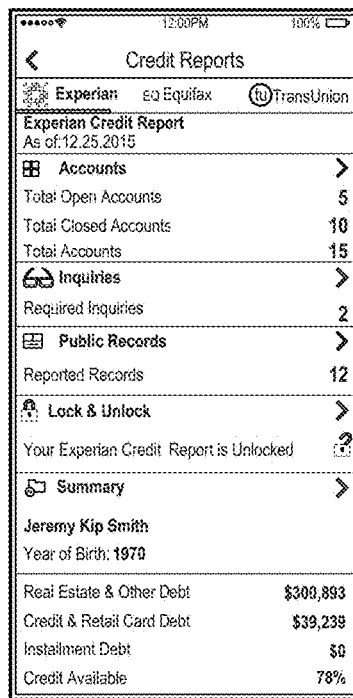 12:00PM 100%
Credit Reports
Experian EQ Equifax tu TransUnion
Experian Credit Report
As of:12.25.2015
Accounts
Total Open Accounts 5
Total Closed Accounts 10
Total Accounts 15
Inquiries
Required Inquiries 2
Public Records
Reported Records 12
Lock & Unlock
Your Experian Credit Report is Unlocked
Summary
Jeremy Kip Smith
Year of Birth: 1970
Real Estate & Other Debt $300,893
Credit & Retail Card Debt $39,239
Installment Debt $0
Credit Available 78%